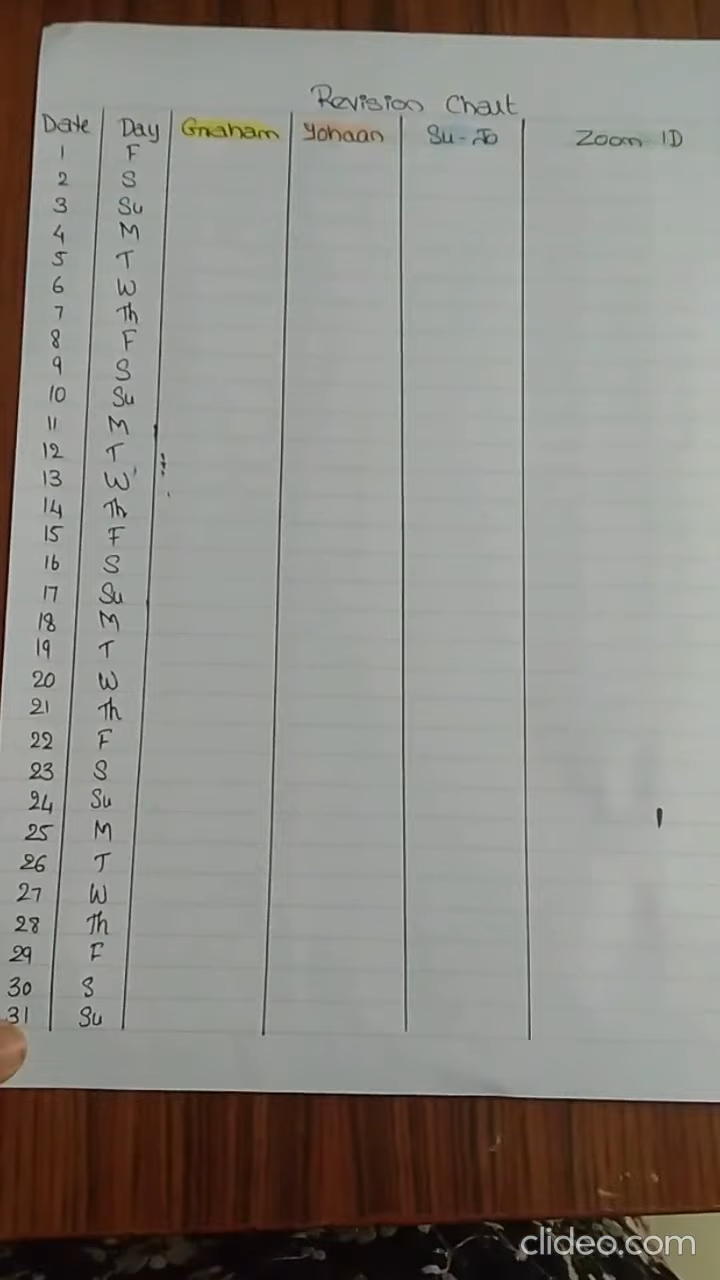 Revision Chart
Date Day Graham Yohaan Su-Jo Zoom ID
1 F
2 S
3 Su
4 M
5 T
6 W
7 Th
8 F
9 S
10 Su
11 M
12 T
13 W
14 Th
15 F
16 S
17 Su
18 M
19 T
20 W
21 Th
22 F
23 S
24 Su
25 M
26 T
27 W
28 Th
29 F
30 S
31 Su
clideo.com